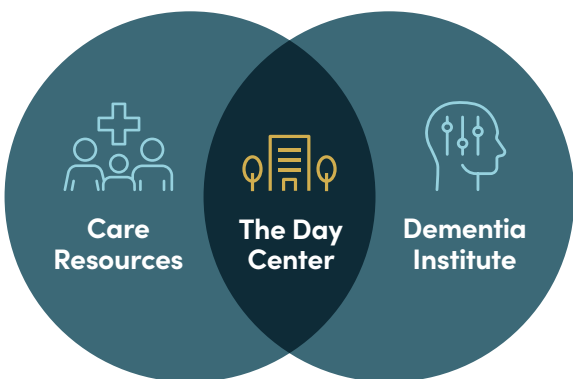 Care
Resources
The Day
Center
Dementia
Institute